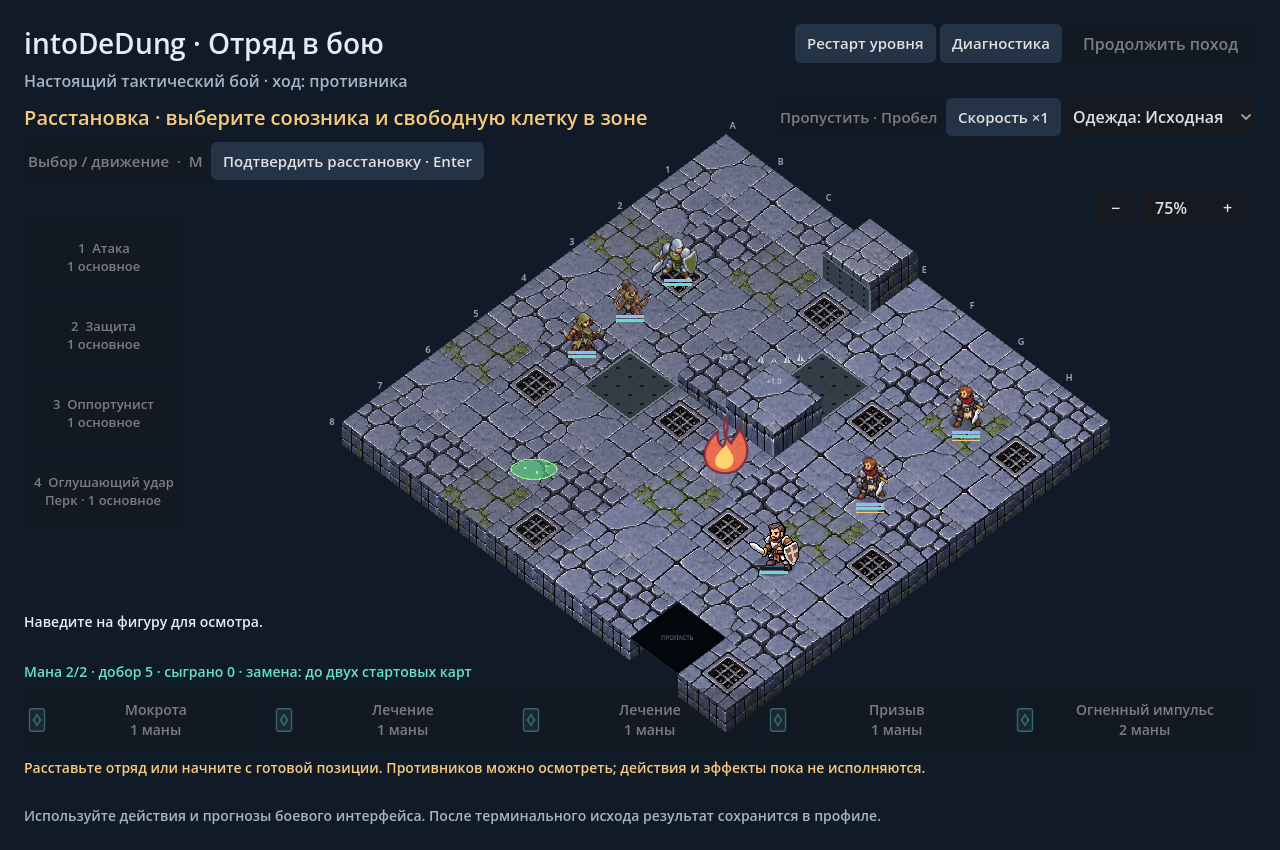 intoDeDung · Отряд в бою
Рестарт уровня
Диагностика
Продолжить поход
Настоящий тактический бой · ход: противника
Расстановка · выберите союзника и свободную клетку в зоне
Пропустить · Пробел
Скорость ×1
Одежда: Исходная
Выбор / движение · M
Подтвердить расстановку · Enter
− 75% +
A
B
C
E
F
G
H
1
2
3
4
5
6
7
8
1 Атака
1 основное
2 Защита
1 основное
3 Оппортунист
1 основное
4 Оглушающий удар
Перк · 1 основное
+0.5
+1.0
ПРОПАСТЬ
Наведите на фигуру для осмотра.
Мана 2/2 · добор 5 · сыграно 0 · замена: до двух стартовых карт
Мокрота
1 маны
Лечение
1 маны
Лечение
1 маны
Призыв
1 маны
Огненный импульс
2 маны
Расставьте отряд или начните с готовой позиции. Противников можно осмотреть; действия и эффекты пока не исполняются.
Используйте действия и прогнозы боевого интерфейса. После терминального исхода результат сохранится в профиле.